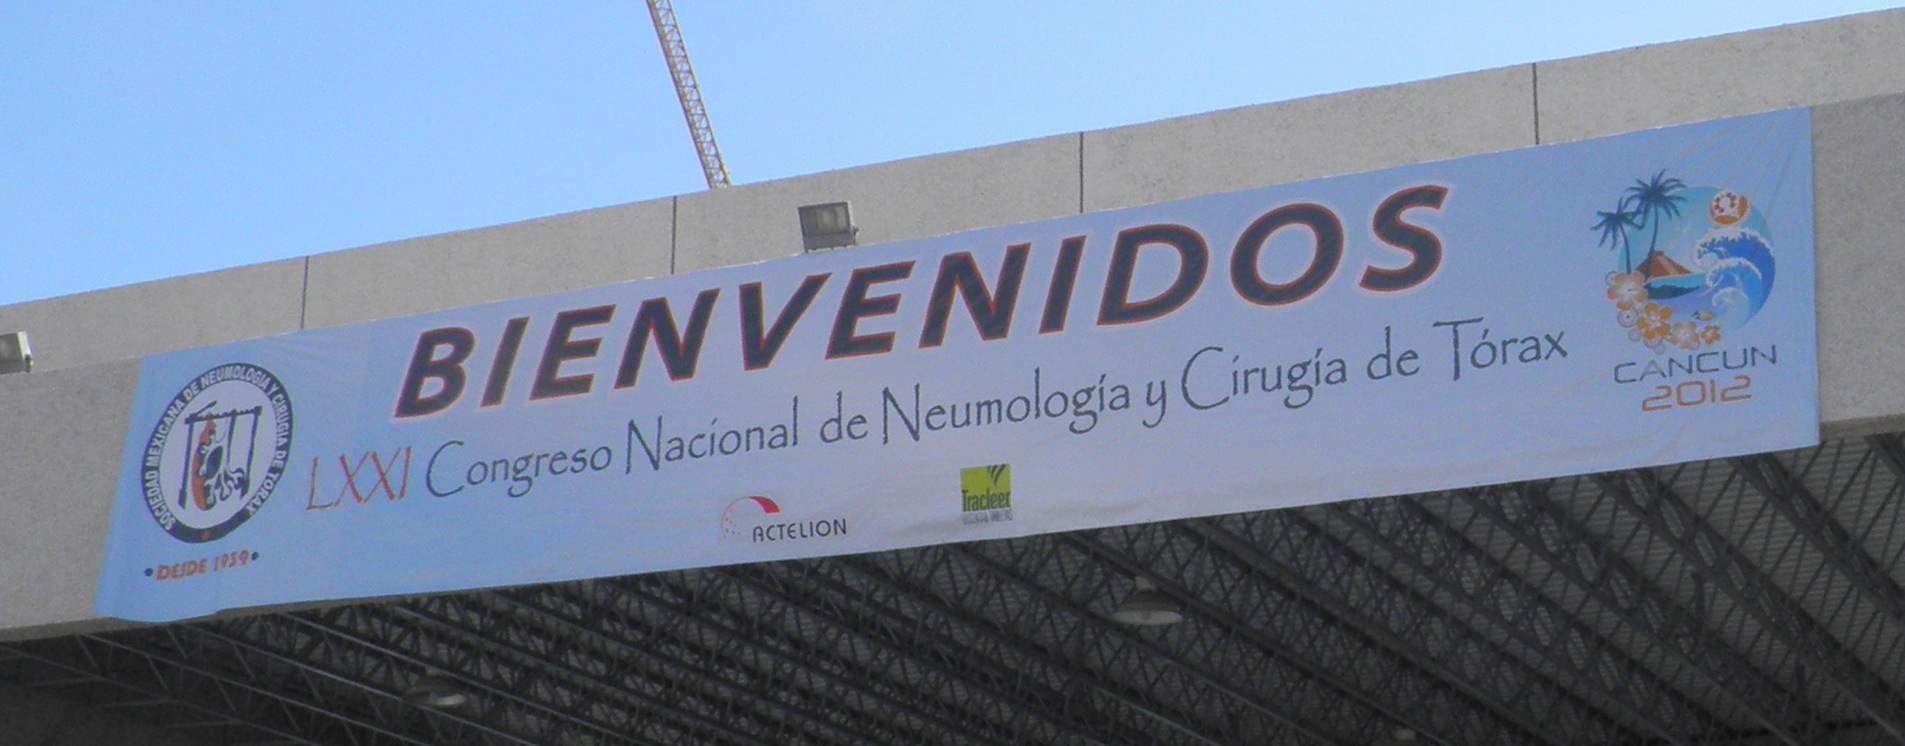 BIENVENIDOS
LXXI Congreso Nacional de Neumología y Cirugía de Tórax
SOCIEDAD MEXICANA DE NEUMOLOGIA Y CIRUGIA DE TORAX
• DESDE 1939 •
ACTELION
Tracleer
CANCUN
2012